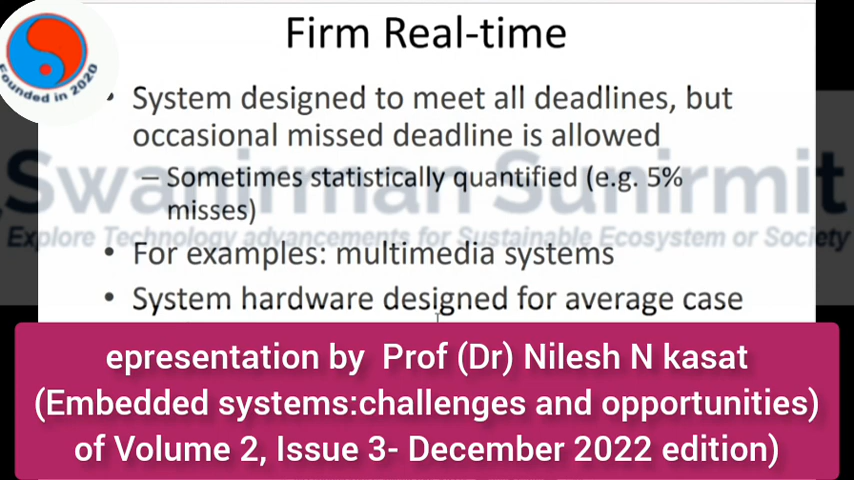 Firm Real-time
Founded in 2020
• System designed to meet all deadlines, but
occasional missed deadline is allowed
– Sometimes statistically quantified (e.g. 5%
misses)
Swanirman Sunirmit
Explore Technology advancements for Sustainable Ecosystem or Society
• For examples: multimedia systems
• System hardware designed for average case
epresentation by Prof (Dr) Nilesh N kasat
(Embedded systems:challenges and opportunities)
of Volume 2, Issue 3- December 2022 edition)